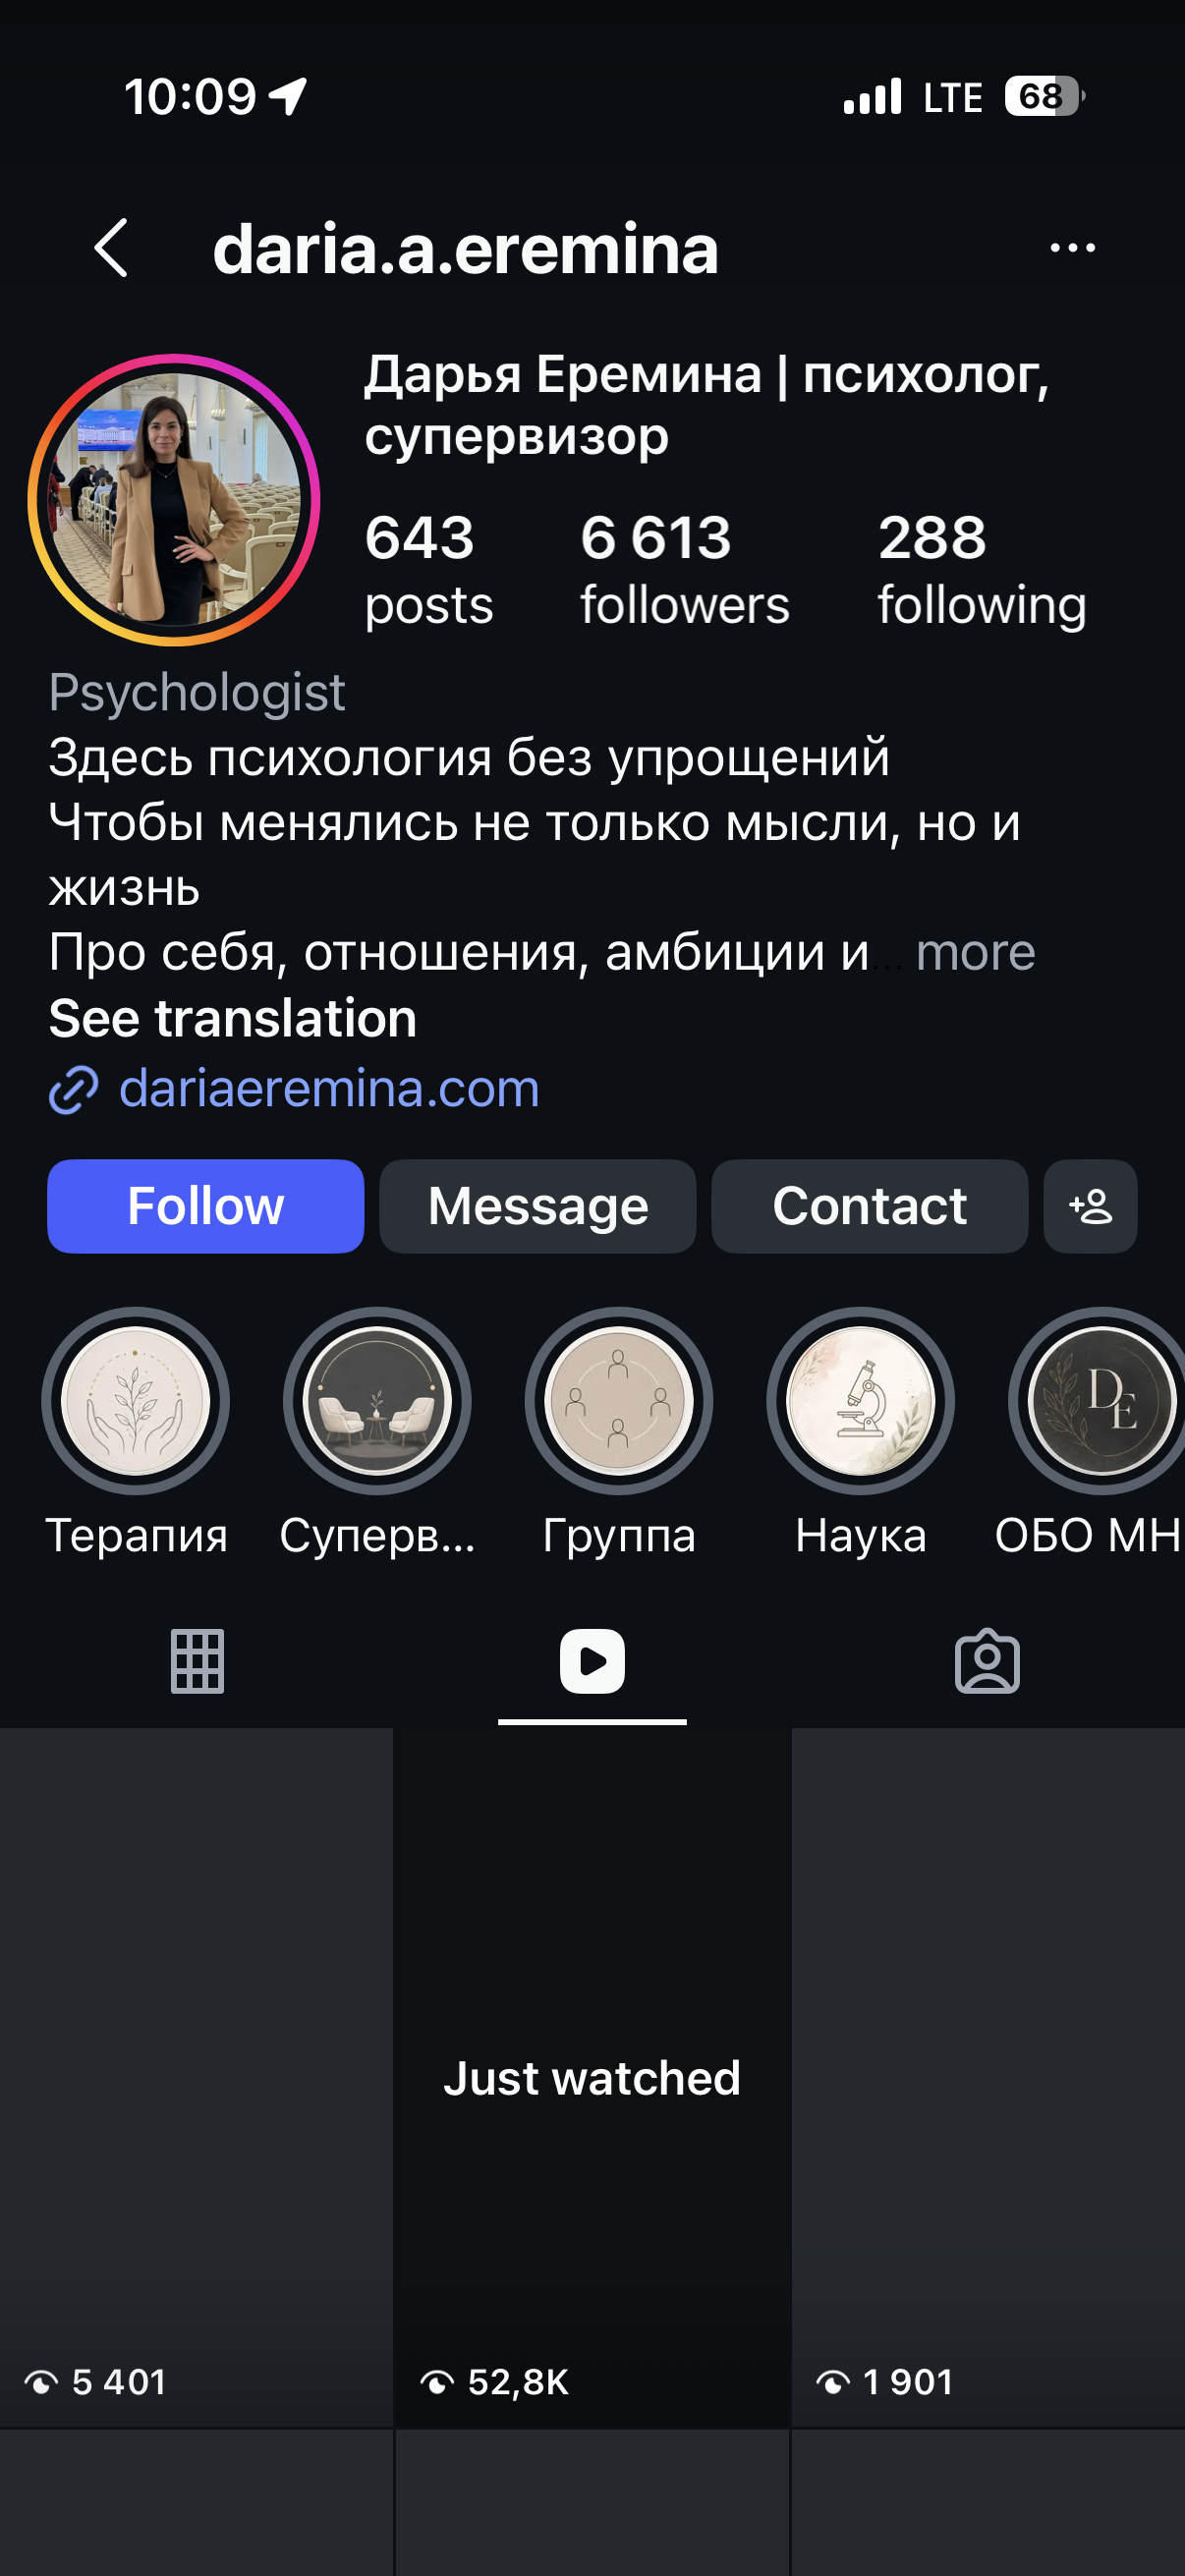 10:09
LTE 68
daria.a.eremina
Дарья Еремина | психолог,
супервизор
643 6 613 288
posts followers following
Psychologist
Здесь психология без упрощений
Чтобы менялись не только мысли, но и
жизнь
Про себя, отношения, амбиции и... more
See translation
dariaeremina.com
Follow Message Contact
DE
Терапия Суперв... Группа Наука ОБО МН
Just watched
5 401 52,8K 1 901